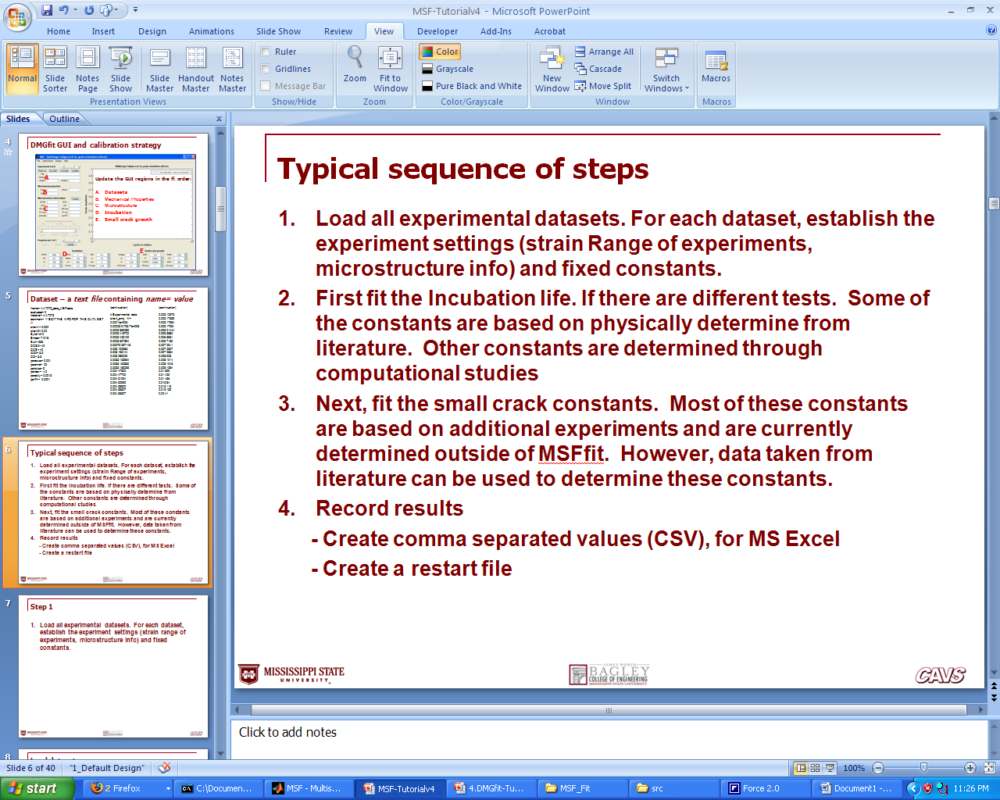 MSF-Tutorialv4 - Microsoft PowerPoint
Home Insert Design Animations Slide Show Review View Developer Add-Ins Acrobat
Normal
Slide Sorter
Notes Page
Slide Show
Slide Master
Handout Master
Notes Master
Presentation Views
Ruler
Gridlines
Message Bar
Show/Hide
Zoom
Fit to Window
Zoom
Color
Grayscale
Pure Black and White
Color/Grayscale
New Window
Arrange All
Cascade
Move Split
Switch Windows
Window
Macros
Macros
Slides Outline x
4
DMGfit GUI and calibration strategy
Update the GUI regions in the ff. order:
A. Datasets
B. Mechanical Properties
C. Microstructure
D. Incubation
E. Small crack growth
A
B
C
D
E
5
Dataset – a text file containing name= value
6
Typical sequence of steps
1. Load all experimental datasets. For each dataset, establish the
experiment settings (strain Range of experiments,
microstructure info) and fixed constants.
2. First fit the Incubation life. If there are different tests. Some of
the constants are based on physically determine from
literature. Other constants are determined through
computational studies
3. Next, fit the small crack constants. Most of these constants
are based on additional experiments and are currently
determined outside of MSFfit. However, data taken from
literature can be used to determine these constants.
4. Record results
- Create comma separated values (CSV), for MS Excel
- Create a restart file
7
Step 1
1. Load all experimental datasets. For each dataset,
establish the experiment settings (strain range of
experiments, microstructure info) and fixed
constants.
8
Typical sequence of steps
1. Load all experimental datasets. For each dataset, establish the
experiment settings (strain Range of experiments,
microstructure info) and fixed constants.
2. First fit the Incubation life. If there are different tests. Some of
the constants are based on physically determine from
literature. Other constants are determined through
computational studies
3. Next, fit the small crack constants. Most of these constants
are based on additional experiments and are currently
determined outside of MSFfit. However, data taken from
literature can be used to determine these constants.
4. Record results
- Create comma separated values (CSV), for MS Excel
- Create a restart file
MISSISSIPPI STATE
UNIVERSITY™
JAMES WORTH
BAGLEY
COLLEGE OF ENGINEERING
MISSISSIPPI STATE UNIVERSITY
CAVS
Click to add notes
Slide 6 of 40 "1_Default Design" 100%
start 2 Firefox C:\Documen... MSF - Multis... MSF-Tutorialv4 4.DMGfit-Tu... MSF_Fit src Force 2.0 Document1 -... 11:26 PM